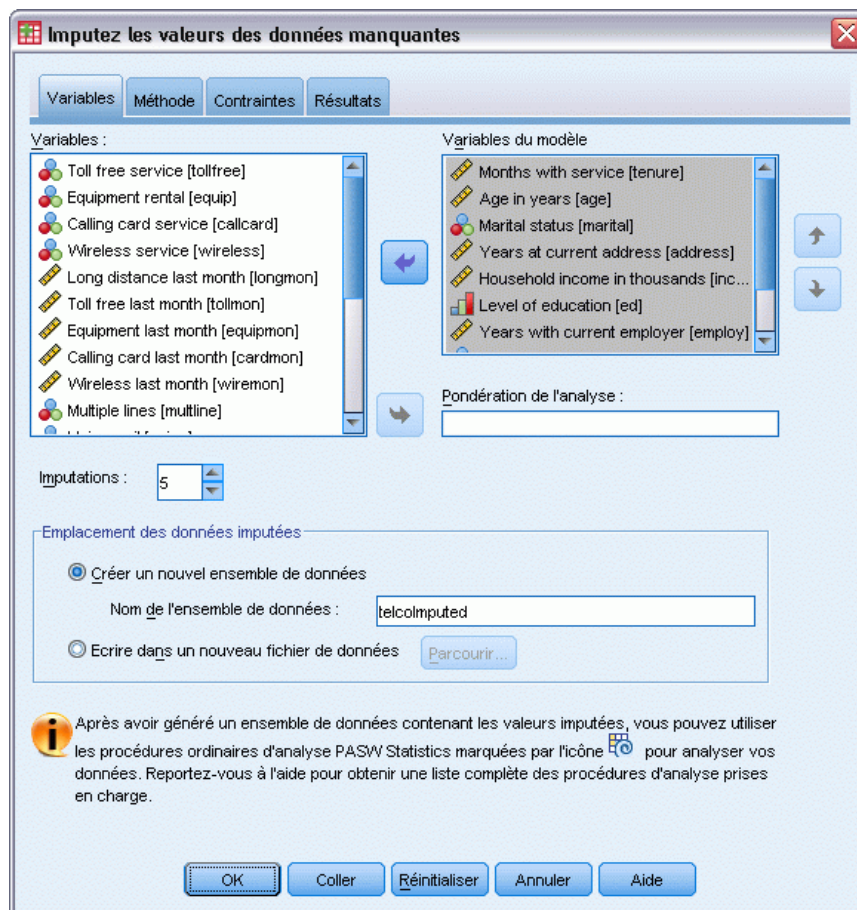 Imputez les valeurs des données manquantes
Variables
Méthode
Contraintes
Résultats
Variables :
Toll free service [tollfree]
Equipment rental [equip]
Calling card service [callcard]
Wireless service [wireless]
Long distance last month [longmon]
Toll free last month [tollmon]
Equipment last month [equipmon]
Calling card last month [cardmon]
Wireless last month [wiremon]
Multiple lines [multline]
Variables du modèle
Months with service [tenure]
Age in years [age]
Marital status [marital]
Years at current address [address]
Household income in thousands [inc...
Level of education [ed]
Years with current employer [employ]
Pondération de l'analyse :
Imputations :
5
Emplacement des données imputées
Créer un nouvel ensemble de données
Nom de l'ensemble de données :
telcoImputed
Ecrire dans un nouveau fichier de données
Parcourir...
Après avoir généré un ensemble de données contenant les valeurs imputées, vous pouvez utiliser
les procédures ordinaires d'analyse PASW Statistics marquées par l'icône pour analyser vos
données. Reportez-vous à l'aide pour obtenir une liste complète des procédures d'analyse prises
en charge.
OK
Coller
Réinitialiser
Annuler
Aide